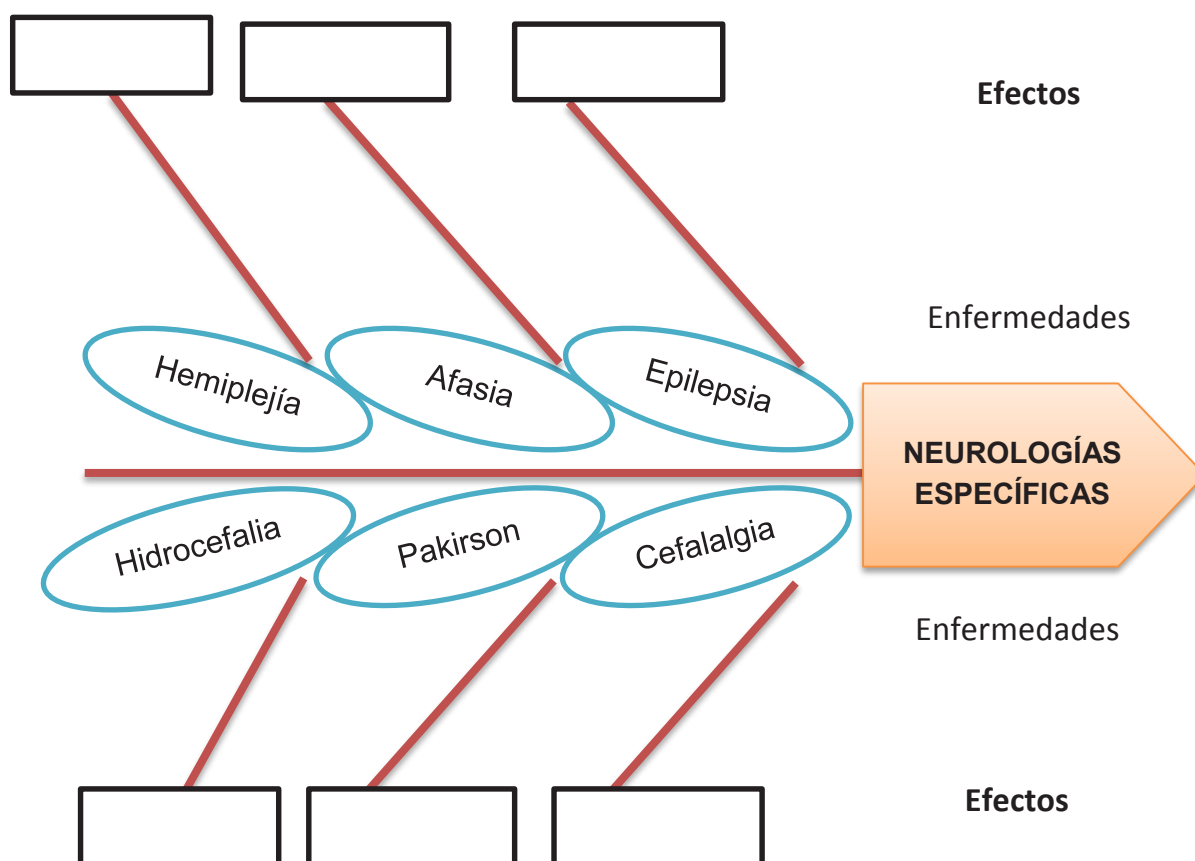 Efectos
Enfermedades
Hemiplejía
Afasia
Epilepsia
NEUROLOGÍAS
ESPECÍFICAS
Hidrocefalia
Pakirson
Cefalalgia
Enfermedades
Efectos